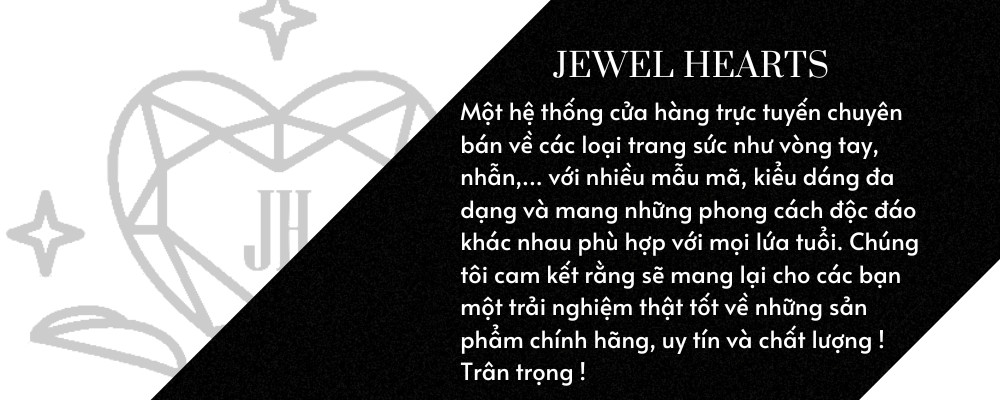 JEWEL HEARTS
Một hệ thống cửa hàng trực tuyến chuyên
bán về các loại trang sức như vòng tay,
nhẫn,... với nhiều mẫu mã, kiểu dáng đa
dạng và mang những phong cách độc đáo
khác nhau phù hợp với mọi lứa tuổi. Chúng
tôi cam kết rằng sẽ mang lại cho các bạn
một trải nghiệm thật tốt về những sản
phẩm chính hãng, uy tín và chất lượng !
Trân trọng !
JH